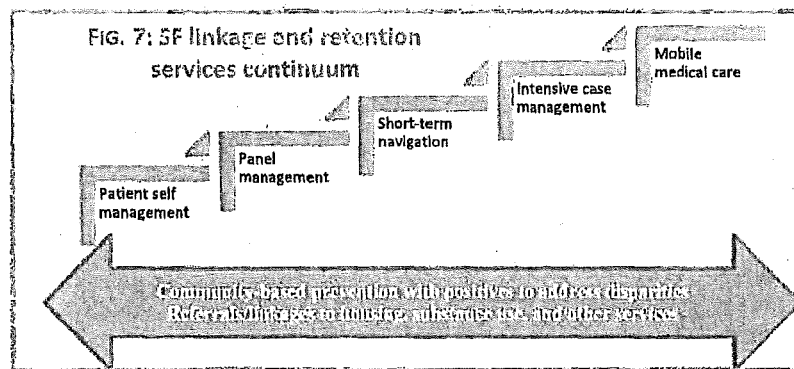 FIG. 7: SF linkage and retention
services continuum
Mobile
medical care
Intensive case
management
Short-term
navigation
Panel
management
Patient self
management
Community-based prevention with positives to address disparities
Referrals/linkages to housing, substance use, and other services